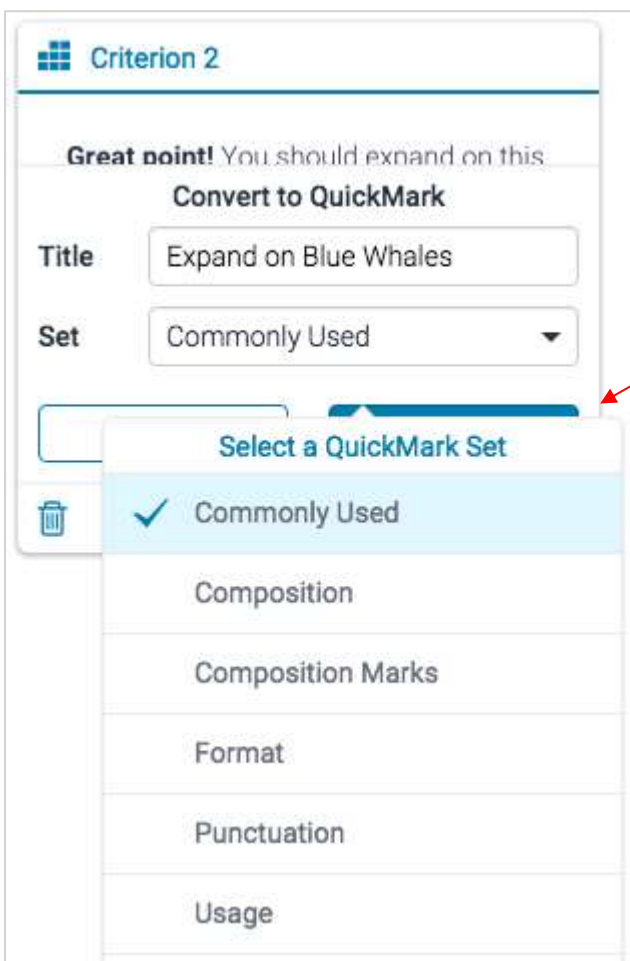 Criterion 2
Great point! You should expand on this
Convert to QuickMark
Title Expand on Blue Whales
Set Commonly Used
Select a QuickMark Set
Commonly Used
Composition
Composition Marks
Format
Punctuation
Usage